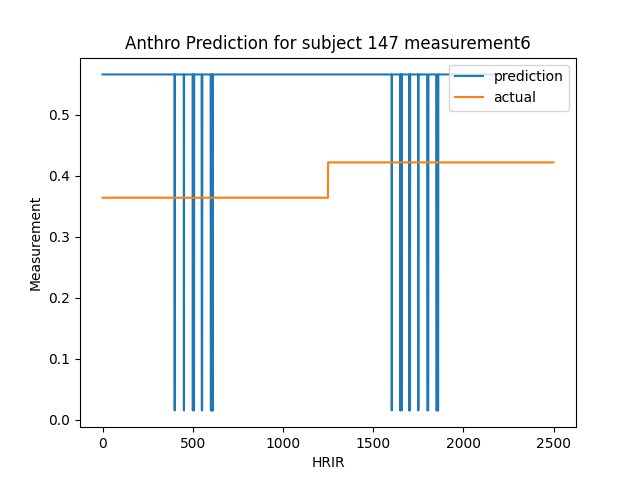 Anthro Prediction for subject 147 measurement6
prediction
actual
0.5
0.4
0.3
0.2
0.1
0.0
Measurement
0 500 1000 1500 2000 2500
HRIR